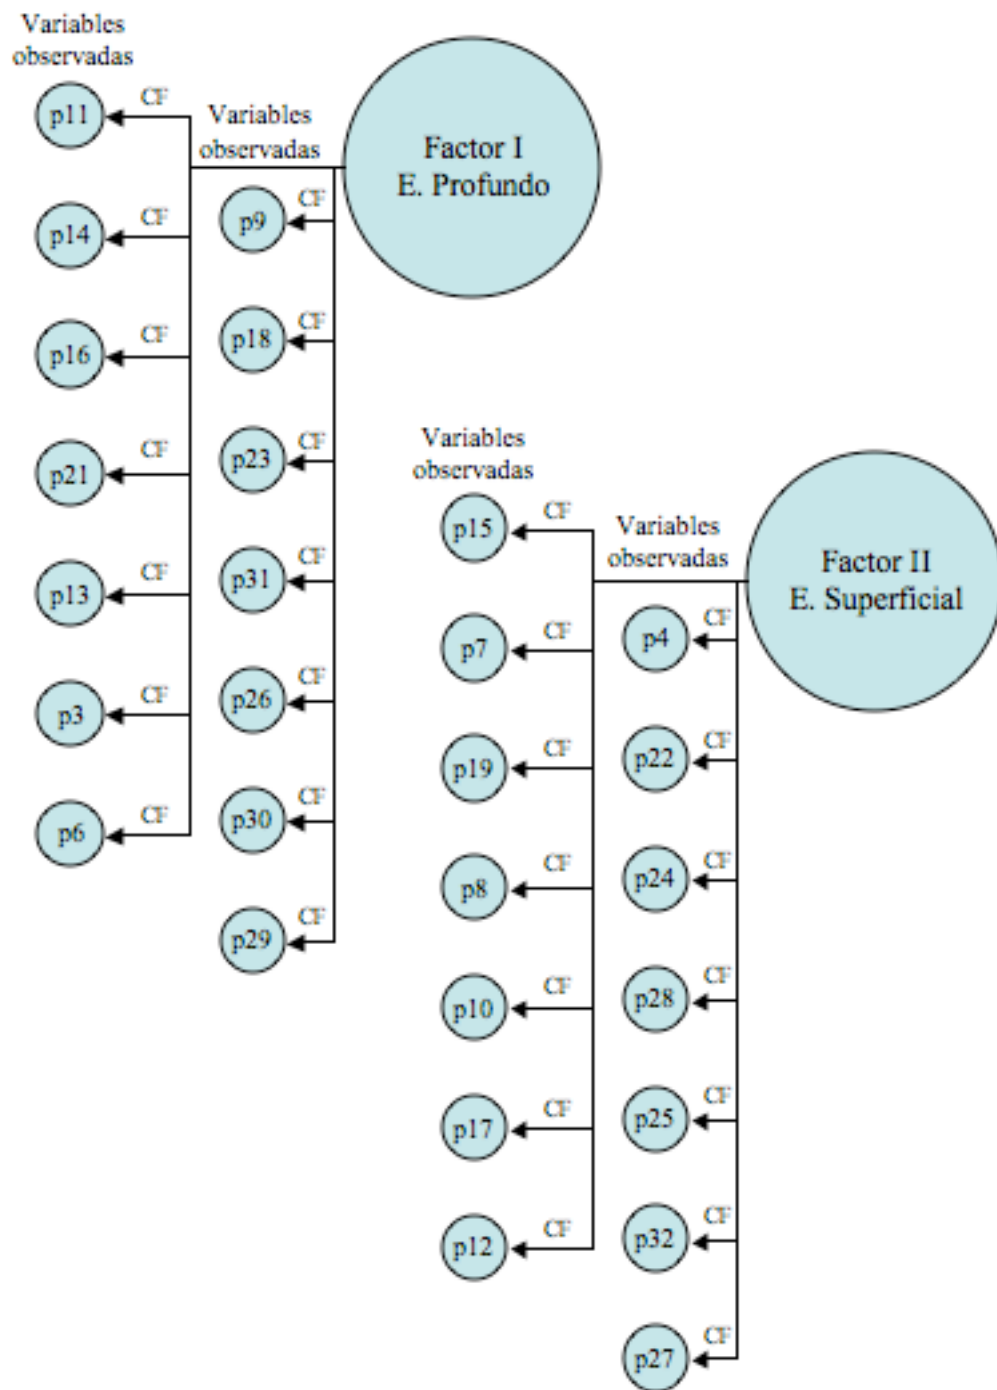 Variables
observadas
CF
p11
CF
p14
CF
p16
CF
p21
CF
p13
CF
p3
CF
p6
Variables
observadas
CF
p9
CF
p18
CF
p23
CF
p31
CF
p26
CF
p30
CF
p29
Factor I
E. Profundo
Variables
observadas
CF
p15
CF
p7
CF
p19
CF
p8
CF
p10
CF
p17
CF
p12
Variables
observadas
CF
p4
CF
p22
CF
p24
CF
p28
CF
p25
CF
p32
CF
p27
Factor II
E. Superficial